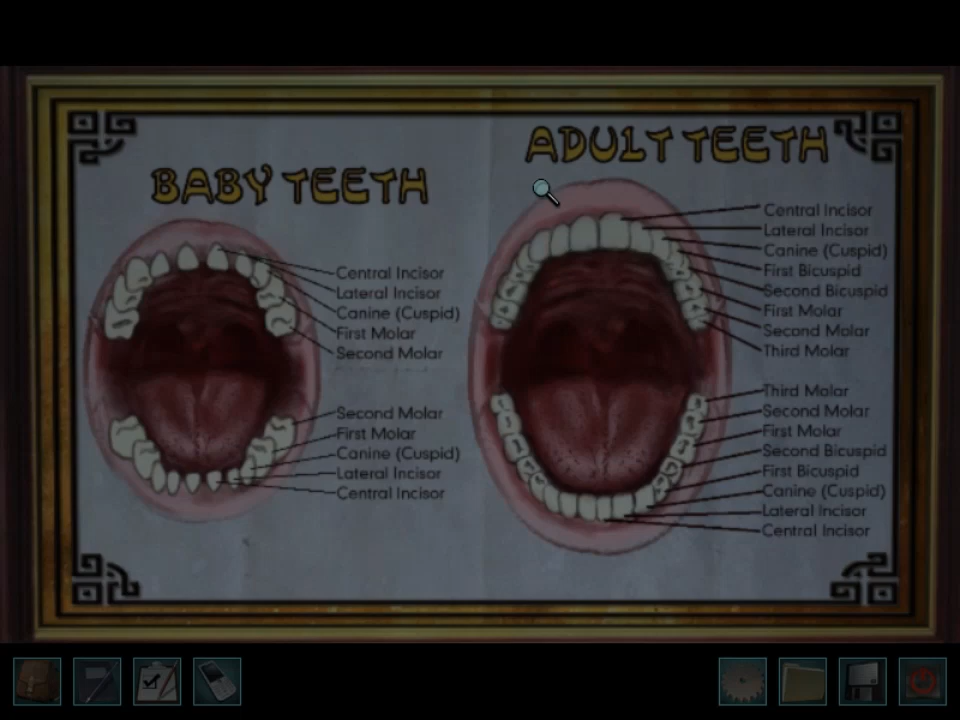 BABY TEETH
Central Incisor
Lateral Incisor
Canine (Cuspid)
First Molar
Second Molar
Second Molar
First Molar
Canine (Cuspid)
Lateral Incisor
Central Incisor
ADULT TEETH
Central Incisor
Lateral Incisor
Canine (Cuspid)
First Bicuspid
Second Bicuspid
First Molar
Second Molar
Third Molar
Third Molar
Second Molar
First Molar
Second Bicuspid
First Bicuspid
Canine (Cuspid)
Lateral Incisor
Central Incisor